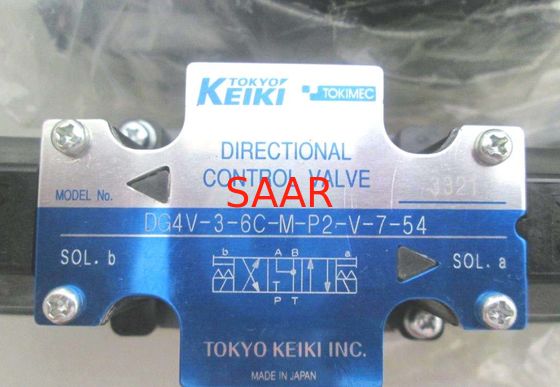 TOKYO
KEIKI
TOKIMEC
DIRECTIONAL
CONTROL VALVE
SAAR
3321
MODEL No.
DG4V-3-6C-M-P2-V-7-54
SOL. b
b A B a
T
P T
SOL. a
TOKYO KEIKI INC.
MADE IN JAPAN